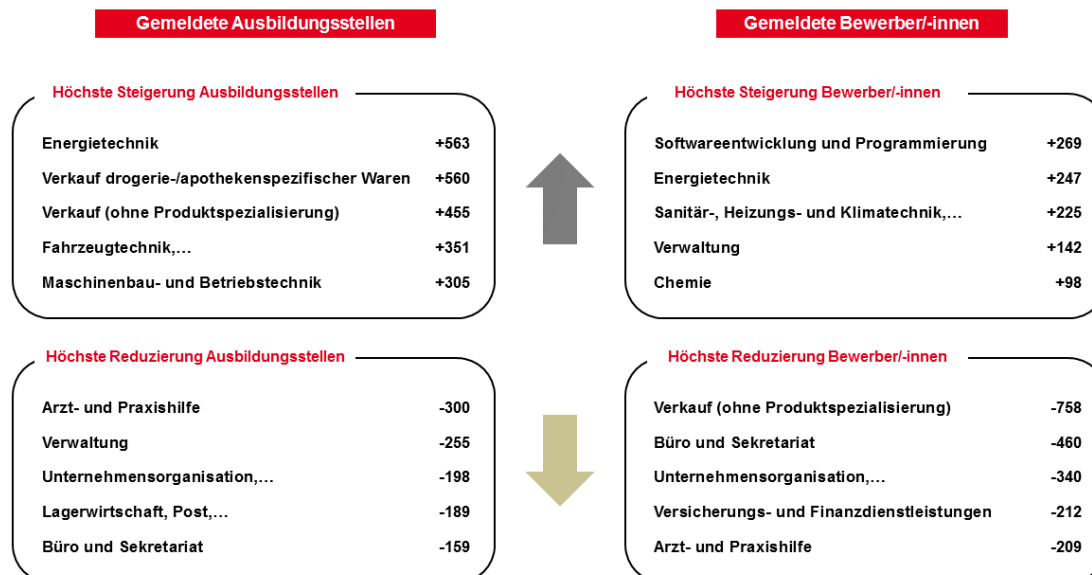 Gemeldete Ausbildungsstellen
Höchste Steigerung Ausbildungsstellen
Energietechnik +563
Verkauf drogerie-/apothekenspezifischer Waren +560
Verkauf (ohne Produktspezialisierung) +455
Fahrzeugtechnik,... +351
Maschinenbau- und Betriebstechnik +305
Höchste Reduzierung Ausbildungsstellen
Arzt- und Praxishilfe -300
Verwaltung -255
Unternehmensorganisation,... -198
Lagerwirtschaft, Post,... -189
Büro und Sekretariat -159
Gemeldete Bewerber/-innen
Höchste Steigerung Bewerber/-innen
Softwareentwicklung und Programmierung +269
Energietechnik +247
Sanitär-, Heizungs- und Klimatechnik,... +225
Verwaltung +142
Chemie +98
Höchste Reduzierung Bewerber/-innen
Verkauf (ohne Produktspezialisierung) -758
Büro und Sekretariat -460
Unternehmensorganisation,... -340
Versicherungs- und Finanzdienstleistungen -212
Arzt- und Praxishilfe -209